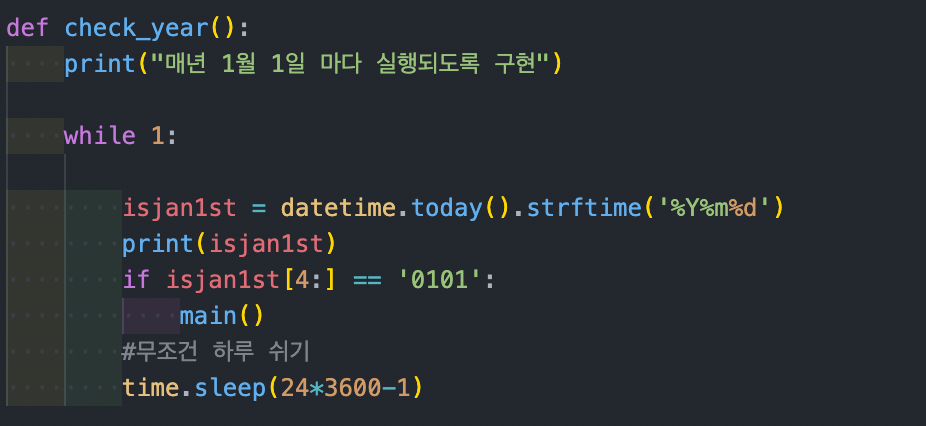 def check_year():
    print("매년 1월 1일 마다 실행되도록 구현")
    while 1:
        isjan1st = datetime.today().strftime('%Y%m%d')
        print(isjan1st)
        if isjan1st[4:] == '0101':
            main()
        #무조건 하루 쉬기
        time.sleep(24*3600-1)